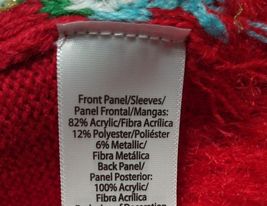 Front Panel/Sleeves/
Panel Frontal/Mangas:
82% Acrylic/Fibra Acrílica
12% Polyester/Poliéster
6% Metallic/
Fibra Metálica
Back Panel/
Panel Posterior:
100% Acrylic/
Fibra Acrílica